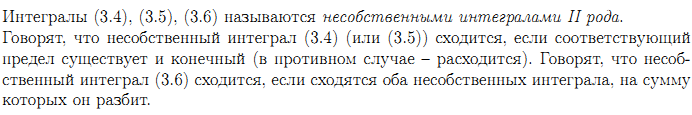 Интегралы (3.4), (3.5), (3.6) называются несобственными интегралами II рода.
Говорят, что несобственный интеграл (3.4) (или (3.5)) сходится, если соответствующий
предел существует и конечный (в противном случае – расходится). Говорят, что несоб-
ственный интеграл (3.6) сходится, если сходятся оба несобственных интеграла, на сумму
которых он разбит.